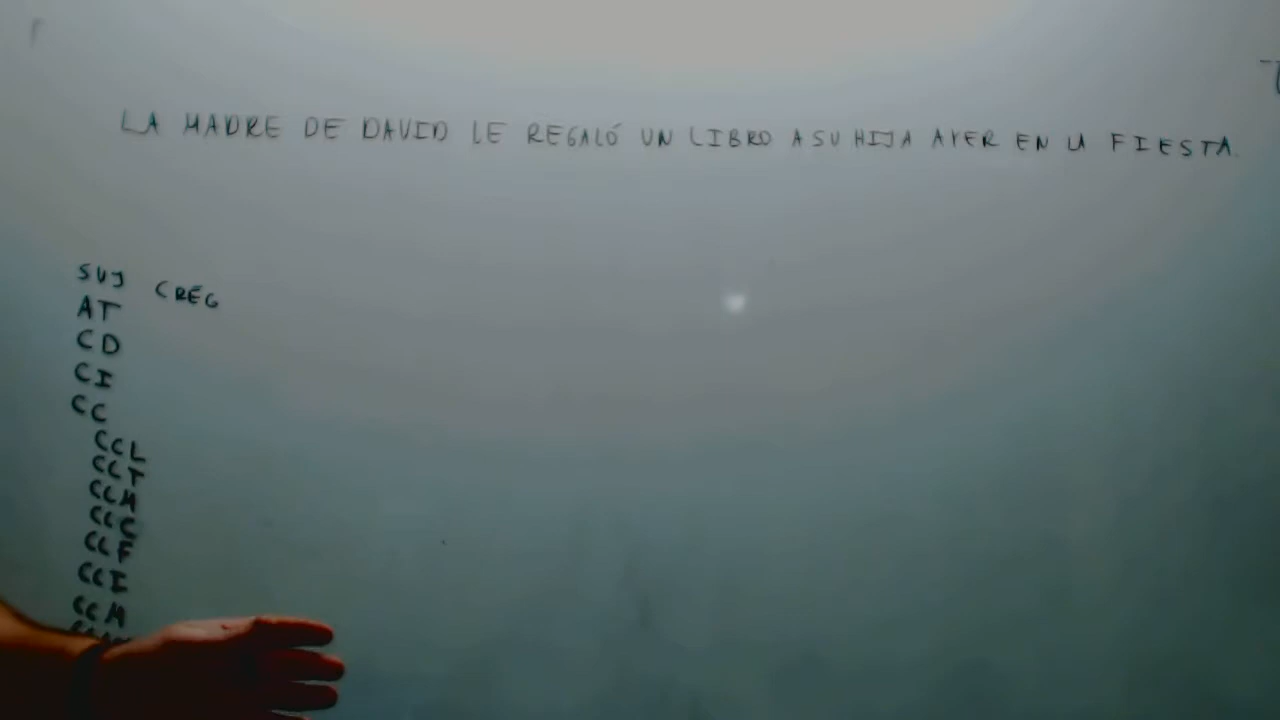 LA MADRE DE DAVID LE REGALÓ UN LIBRO A SU HIJA AYER EN LA FIESTA.
SUJ CREG
AT
CD
CI
CC
CCL
CCT
CCM
CCC
CCF
CCI
CCM